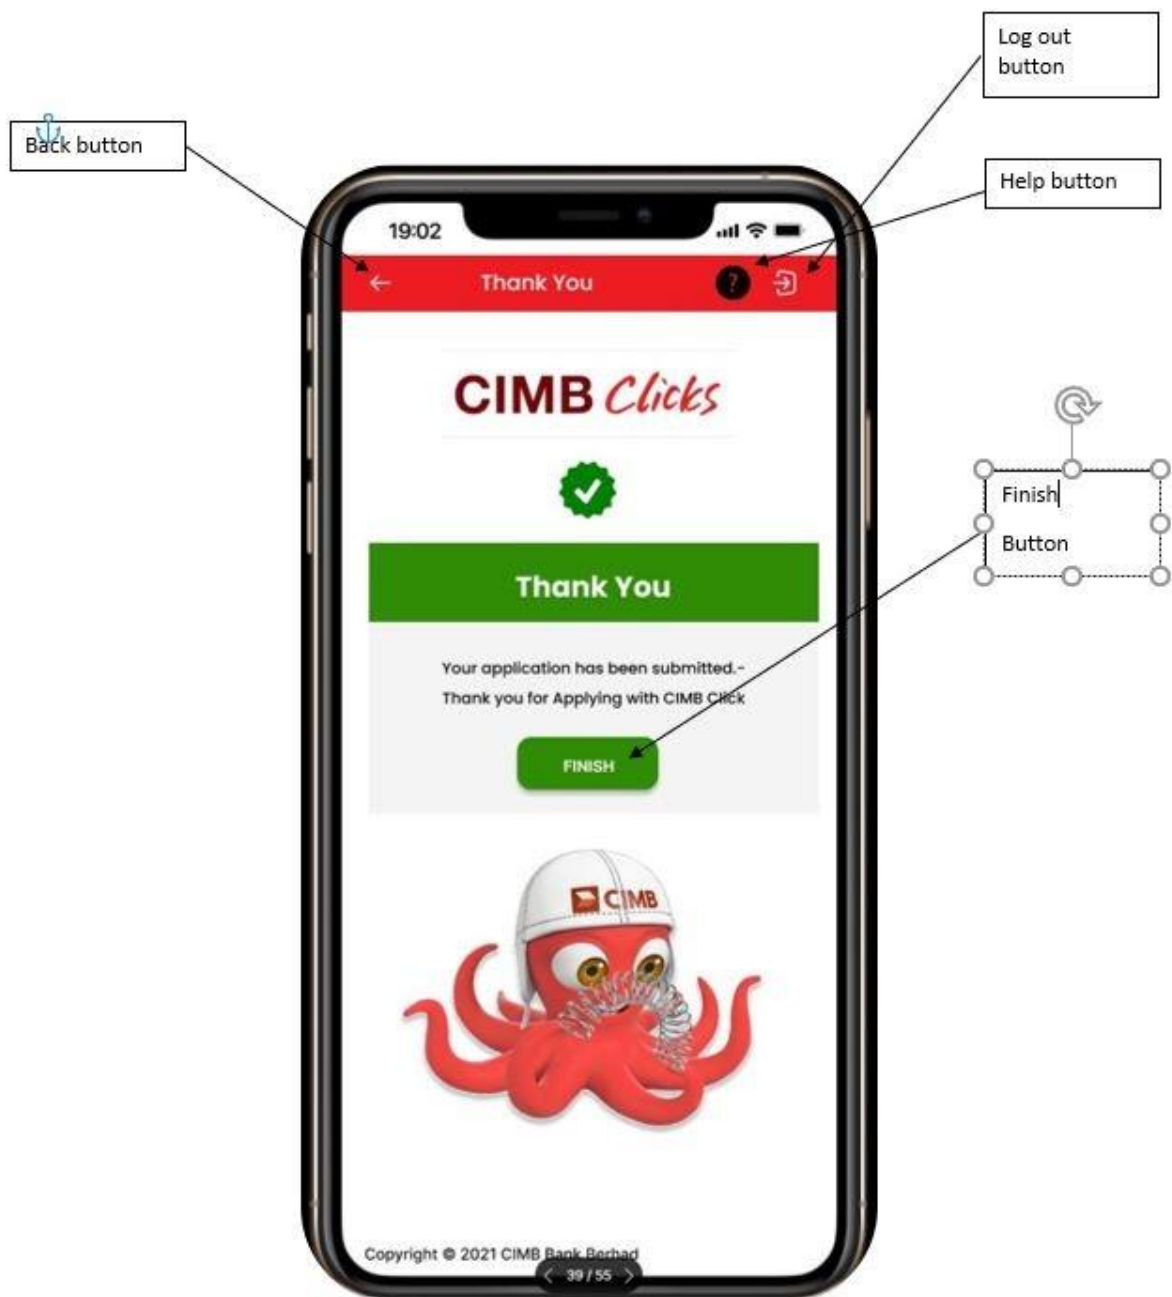 Log out
button
Back button
Help button
19:02
Thank You
?
CIMB Clicks
Finish
Button
Thank You
Your application has been submitted.-
Thank you for Applying with CIMB Click
FINISH
CIMB
Copyright © 2021 CIMB Bank Berhad
39 / 55